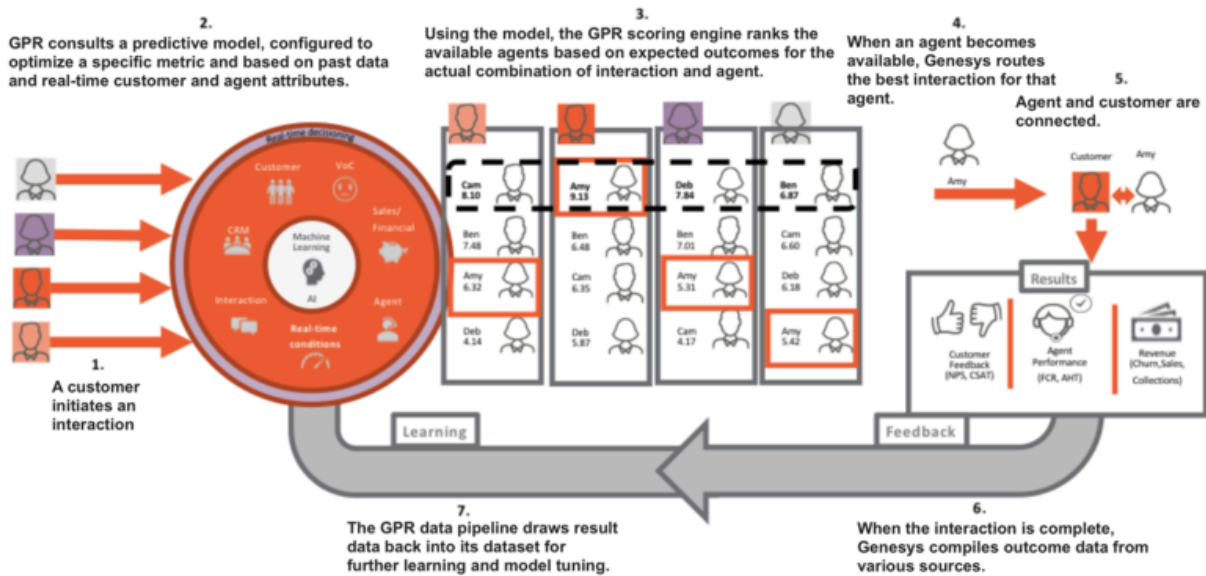 2.
GPR consults a predictive model, configured to
optimize a specific metric and based on past data
and real-time customer and agent attributes.
3.
Using the model, the GPR scoring engine ranks the
available agents based on expected outcomes for the
actual combination of interaction and agent.
4.
When an agent becomes
available, Genesys routes
the best interaction for that
agent.
5.
Agent and customer are
connected.
1.
A customer
initiates an
interaction
Real-time decisioning
Customer
VoC
CRM
Sales/
Financial
Machine
Learning
AI
Interaction
Agent
Real-time
conditions
Cam
8.10
Ben
7.48
Amy
6.32
Deb
4.14
Amy
9.13
Ben
6.48
Cam
6.35
Deb
5.87
Deb
7.84
Ben
7.01
Amy
5.31
Cam
4.17
Ben
6.87
Cam
6.60
Deb
6.18
Amy
5.42
Amy
Customer
Amy
Results
Customer
Feedback
(NPS, CSAT)
Agent
Performance
(FCR, AHT)
Revenue
(Churn,Sales,
Collections)
Learning
Feedback
7.
The GPR data pipeline draws result
data back into its dataset for
further learning and model tuning.
6.
When the interaction is complete,
Genesys compiles outcome data from
various sources.